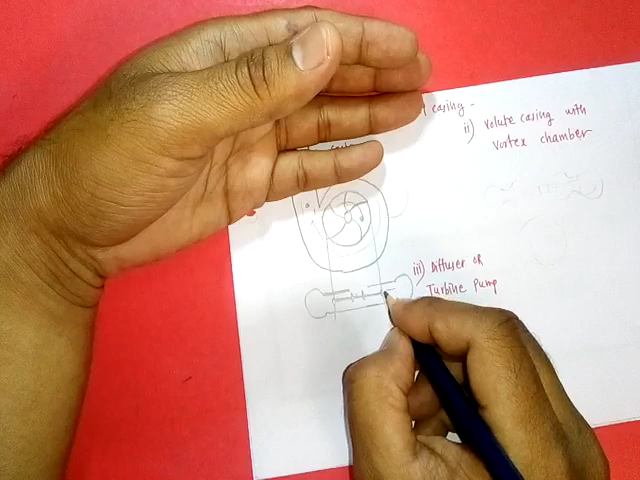 casing -
ii) Volute casing with
Vortex chamber
iii) Diffuser OR
Turbine Pump